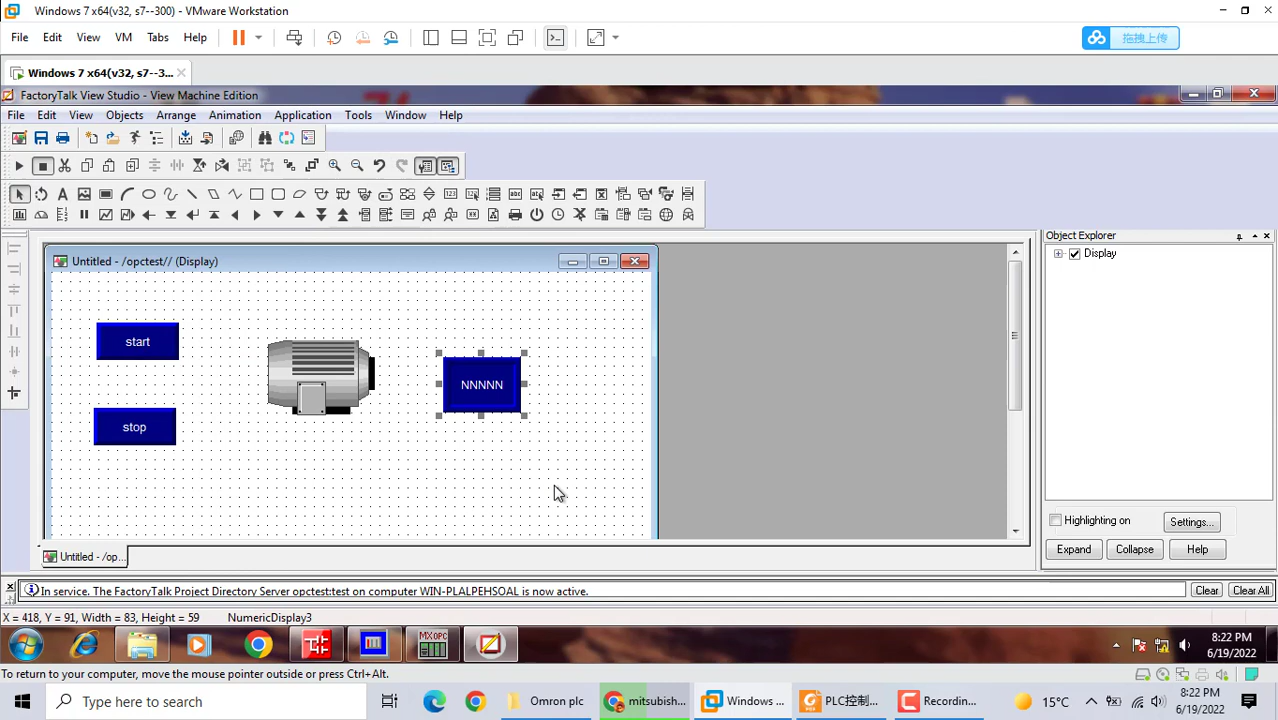 Windows 7 x64(v32, s7--300) - VMware Workstation
File Edit View VM Tabs Help
拖拽上传
Windows 7 x64(v32, s7--3...
FactoryTalk View Studio - View Machine Edition
File Edit View Objects Arrange Animation Application Tools Window Help
Object Explorer
Untitled - /opctest// (Display)
Display
start
NNNNN
stop
Highlighting on Settings...
Expand Collapse Help
Untitled - /op...
In service. The FactoryTalk Project Directory Server opctest:test on computer WIN-PLALPEHSOAL is now active.
Clear Clear All
X = 418, Y = 91, Width = 83, Height = 59 NumericDisplay3
MX OPC
8:22 PM
6/19/2022
To return to your computer, move the mouse pointer outside or press Ctrl+Alt.
Type here to search
Omron plc
mitsubish...
Windows ...
PLC控制...
Recordin...
15°C
8:22 PM
6/19/2022